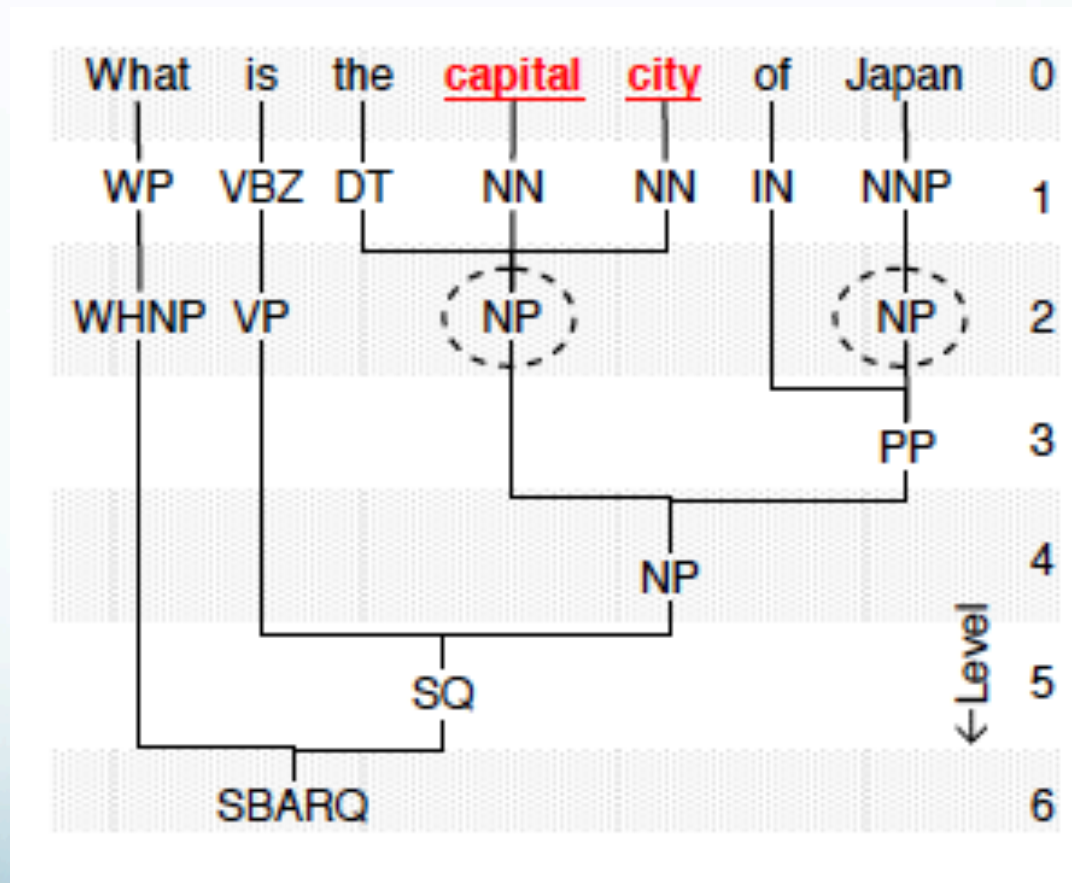 What is the capital city of Japan 0
WP VBZ DT NN NN IN NNP 1
WHNP VP NP NP 2
PP 3
NP 4
←Level
SQ 5
SBARQ 6